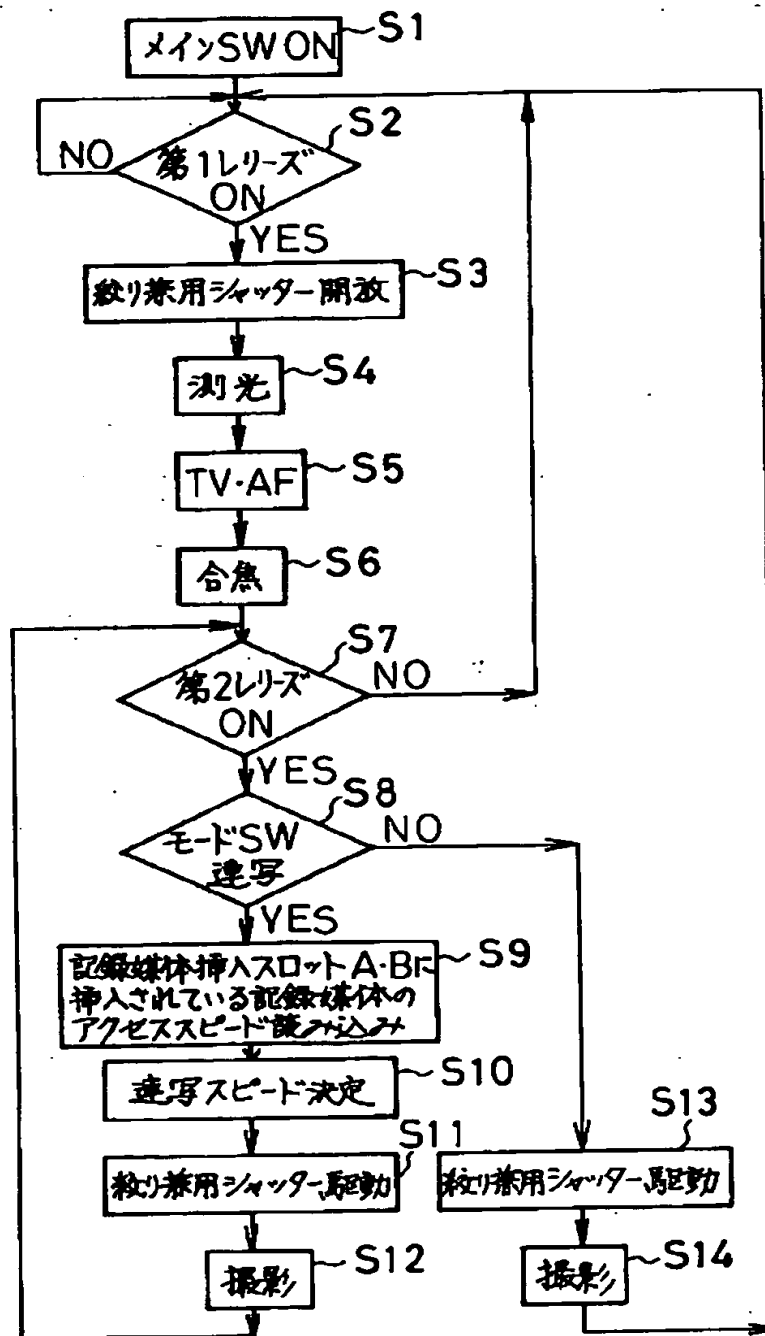 メインSW ON
S1
S2
NO
第1レリーズ
ON
YES
S3
絞り兼用シャッター開放
S4
測光
S5
TV·AF
S6
合焦
S7
第2レリーズ
ON
NO
YES
S8
モードSW
連写
NO
YES
S9
記録媒体挿入スロットA·Bに
挿入されている記録媒体の
アクセススピード読み込み
S10
連写スピード決定
S11
絞り兼用シャッター駆動
S13
絞り兼用シャッター駆動
S12
撮影
S14
撮影